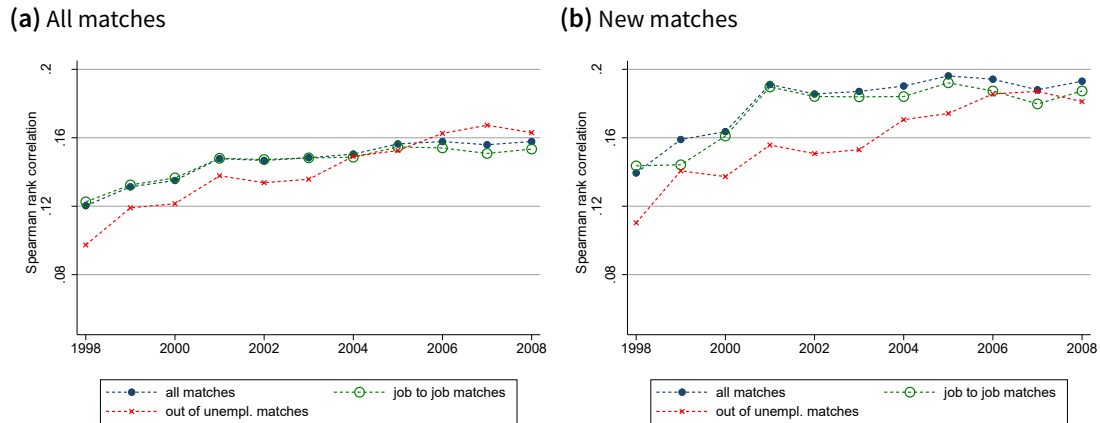 (a) All matches
Spearman rank correlation
.2
.16
.12
.08
1998 2000 2002 2004 2006 2008
all matches job to job matches
out of unempl. matches
(b) New matches
Spearman rank correlation
.2
.16
.12
.08
1998 2000 2002 2004 2006 2008
all matches job to job matches
out of unempl. matches